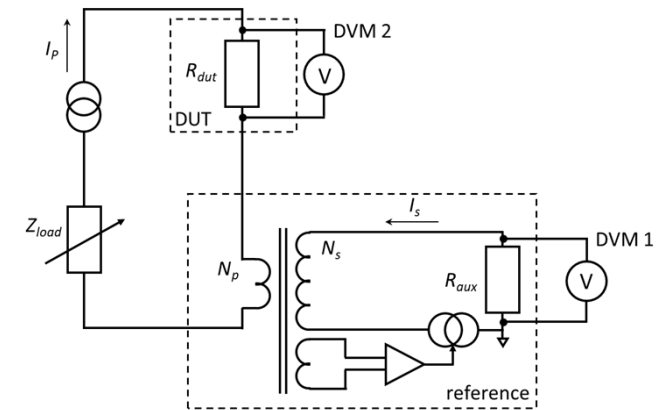 DVM 2
I_P
R_dut
V
DUT
Z_load
I_s
N_s
DVM 1
N_p
R_aux
V
reference